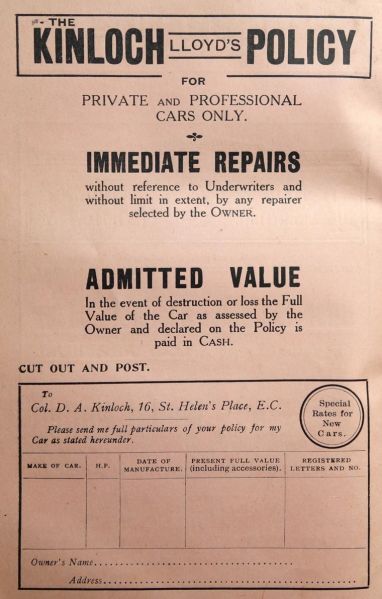 THE
KINLOCH LLOYD'S POLICY
FOR
PRIVATE AND PROFESSIONAL
CARS ONLY.
IMMEDIATE REPAIRS
without reference to Underwriters and
without limit in extent, by any repairer
selected by the OWNER.
ADMITTED VALUE
In the event of destruction or loss the Full
Value of the Car as assessed by the
Owner and declared on the Policy is
paid in CASH.
CUT OUT AND POST.
To
Col. D. A. Kinloch, 16, St. Helen's Place, E.C.
Please send me full particulars of your policy for my
Car as stated hereunder.
Special
Rates for
New
Cars.
MAKE OF CAR.
H.P.
DATE OF
MANUFACTURE.
PRESENT FULL VALUE
(including accessories).
REGISTERED
LETTERS AND NO.
Owner's Name
Address